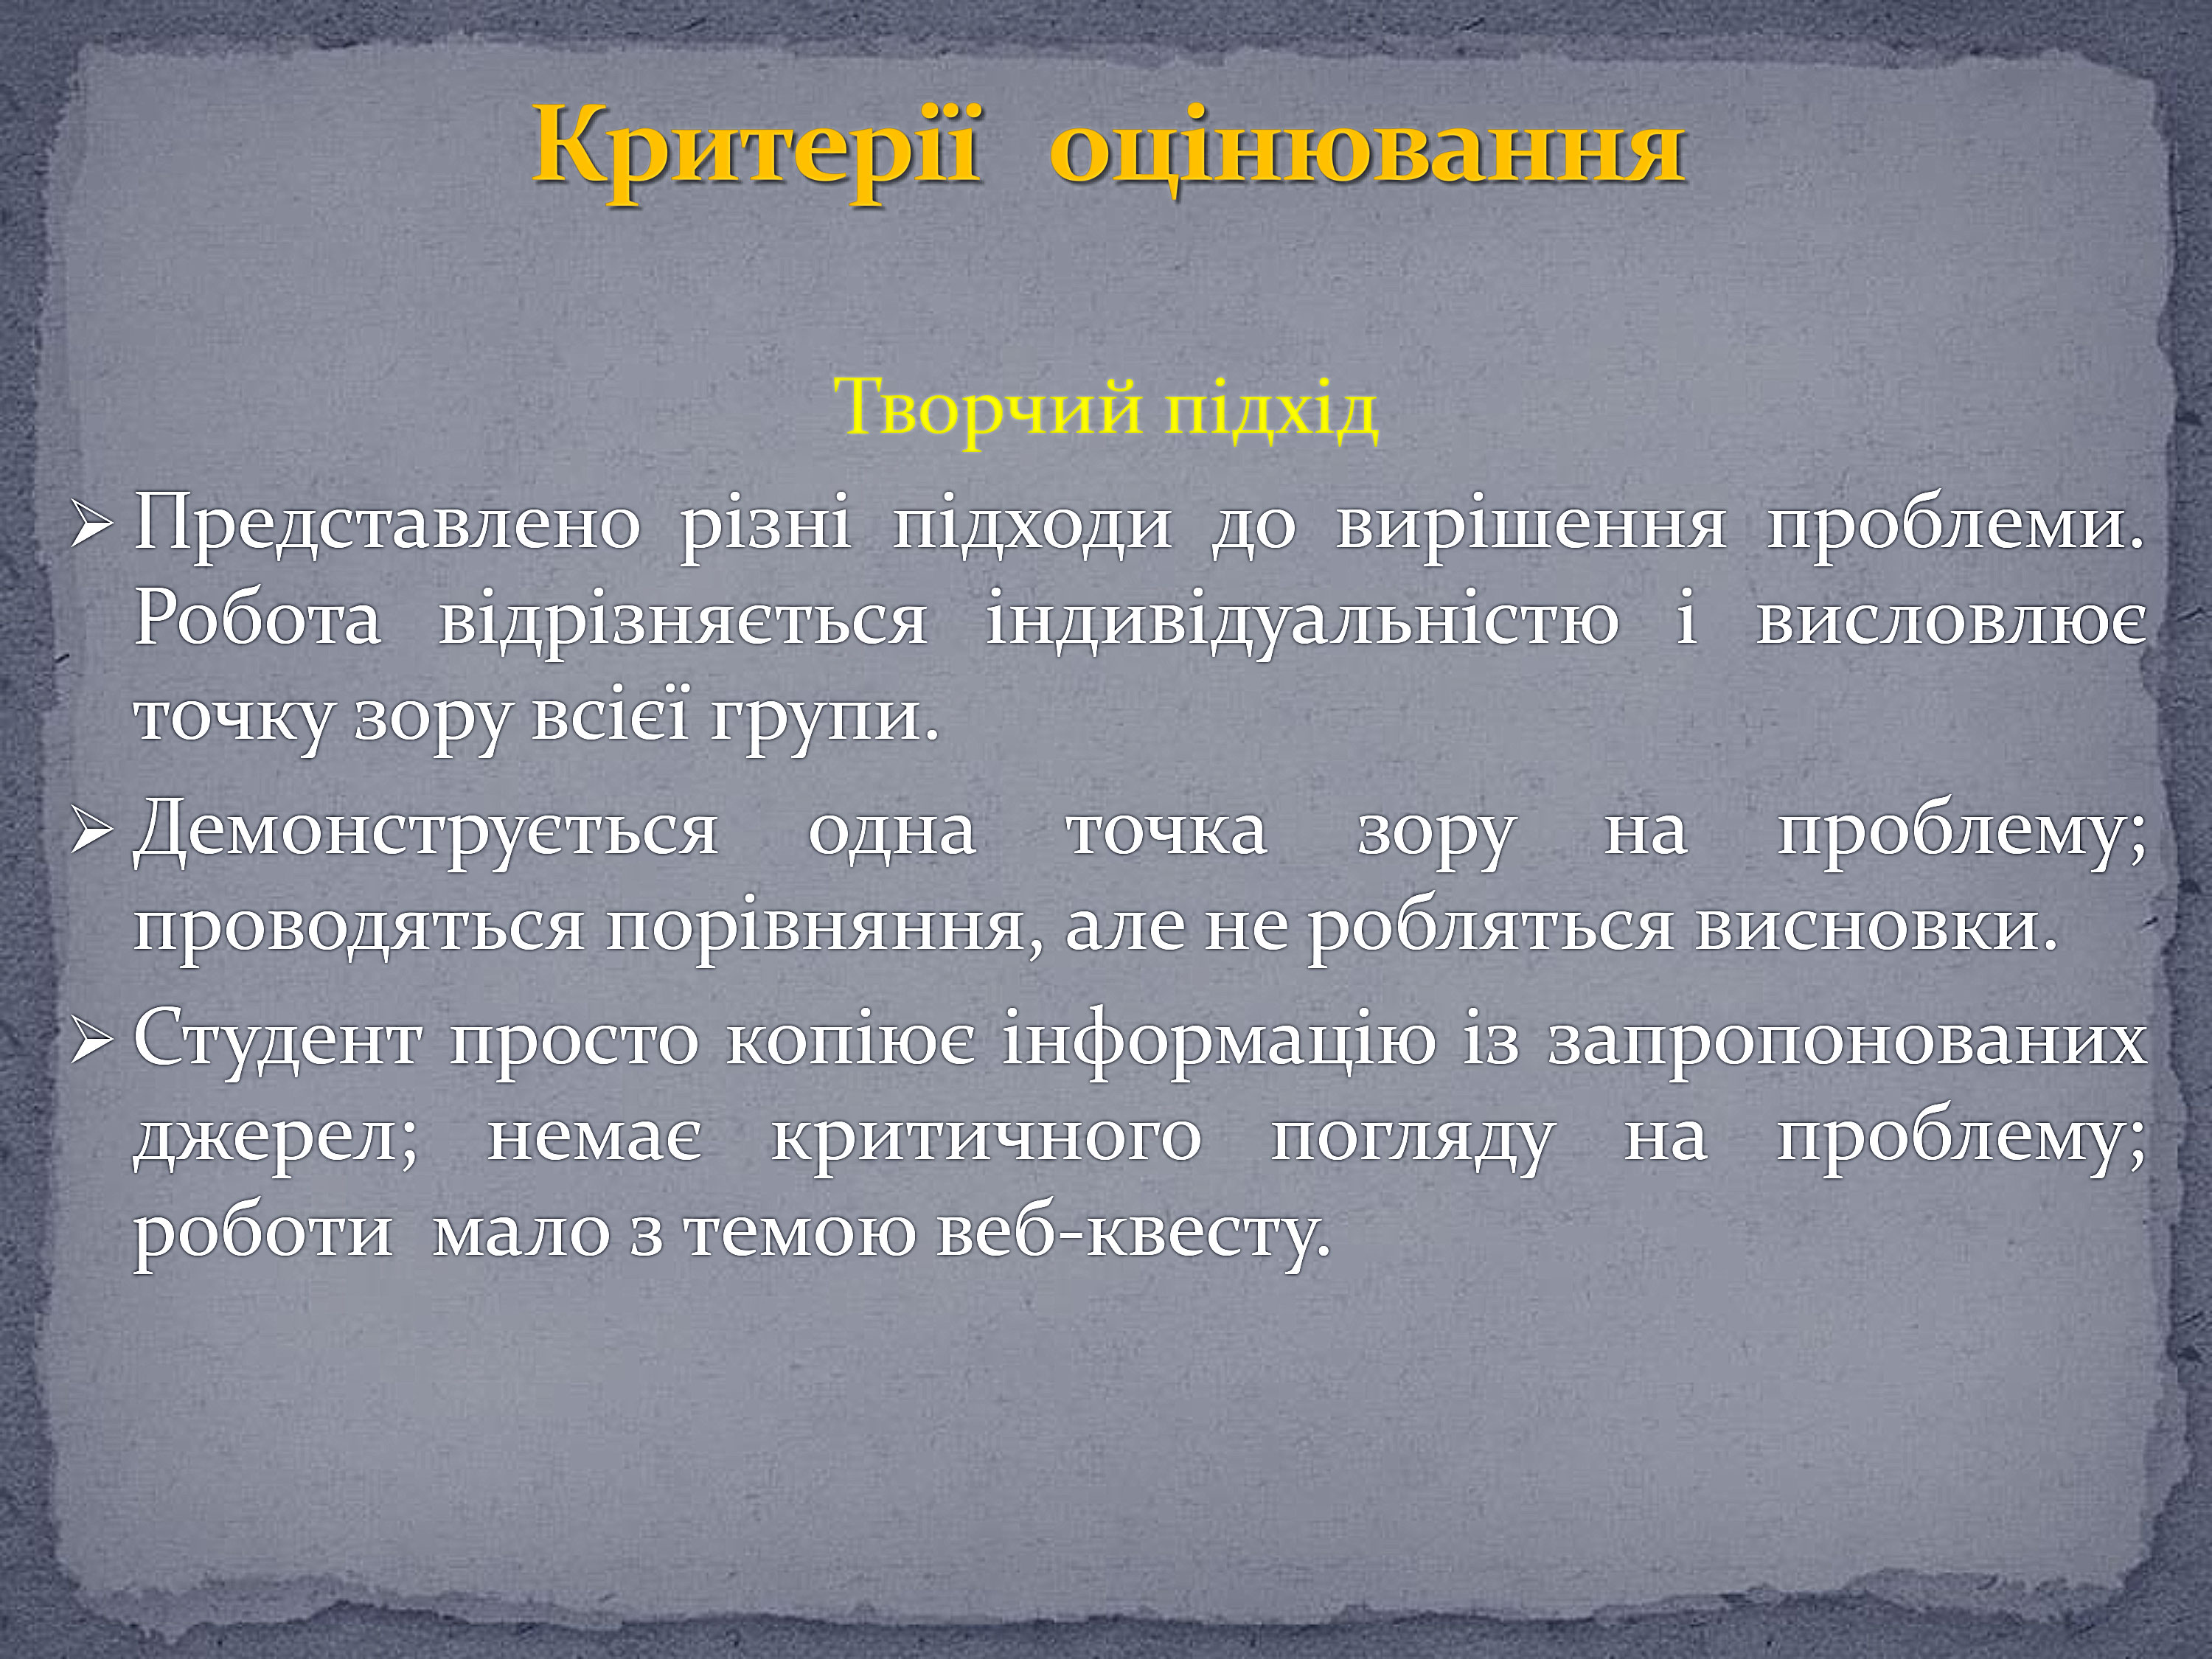 Критерії оцінювання
Творчий підхід
Представлено різні підходи до вирішення проблеми.
Робота відрізняється індивідуальністю і висловлює
точку зору всієї групи.
Демонструється одна точка зору на проблему;
проводяться порівняння, але не робляться висновки.
Студент просто копіює інформацію із запропонованих
джерел; немає критичного погляду на проблему;
роботи мало з темою веб-квесту.